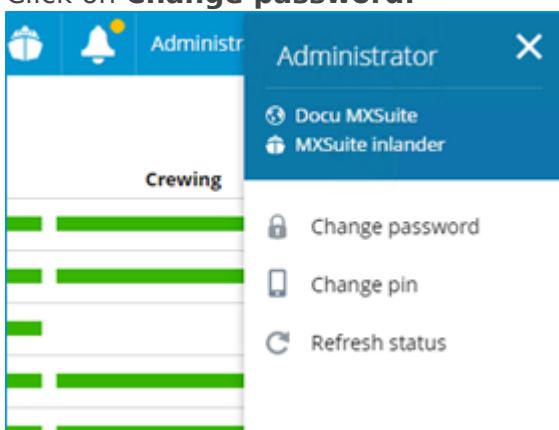 Click on Change password.
Administr
Administrator
Docu MXSuite
MXSuite inlander
Crewing
Change password
Change pin
Refresh status